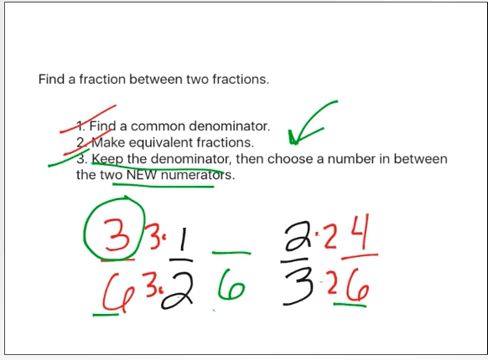 Find a fraction between two fractions.
1. Find a common denominator.
2. Make equivalent fractions.
3. Keep the denominator, then choose a number in between
the two NEW numerators.
3 3· 1 2 ·2 4
6 3· 2 6 3 ·2 6